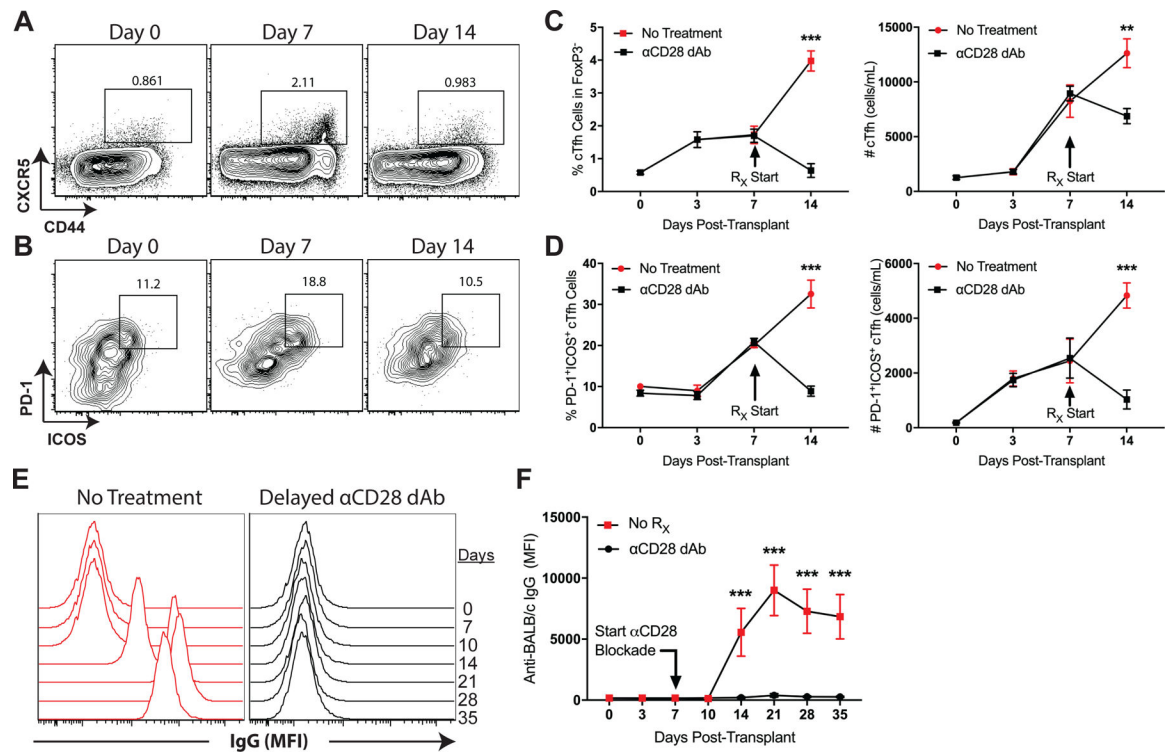 A
Day 0
Day 7
Day 14
0.861
2.11
0.983
CXCR5
CD44
B
Day 0
Day 7
Day 14
11.2
18.8
10.5
PD-1
ICOS
C
No Treatment
αCD28 dAb
***
% cTfh Cells in FoxP3⁻
5
4
3
2
1
0
Rₓ Start
0 3 7 14
Days Post-Transplant
No Treatment
αCD28 dAb
**
# cTfh (cells/mL)
15000
10000
5000
0
Rₓ Start
0 3 7 14
Days Post-Transplant
D
No Treatment
αCD28 dAb
***
% PD-1⁺ICOS⁺ cTfh Cells
40
30
20
10
0
Rₓ Start
0 3 7 14
Days Post-Transplant
No Treatment
αCD28 dAb
***
# PD-1⁺ICOS⁺ cTfh (cells/mL)
6000
4000
2000
0
Rₓ Start
0 3 7 14
Days Post-Transplant
E
No Treatment
Delayed αCD28 dAb
Days
0
7
10
14
21
28
35
IgG (MFI)
F
No Rₓ
αCD28 dAb
*** *** *** ***
Anti-BALB/c IgG (MFI)
15000
10000
5000
0
Start αCD28
Blockade
0 3 7 10 14 21 28 35
Days Post-Transplant